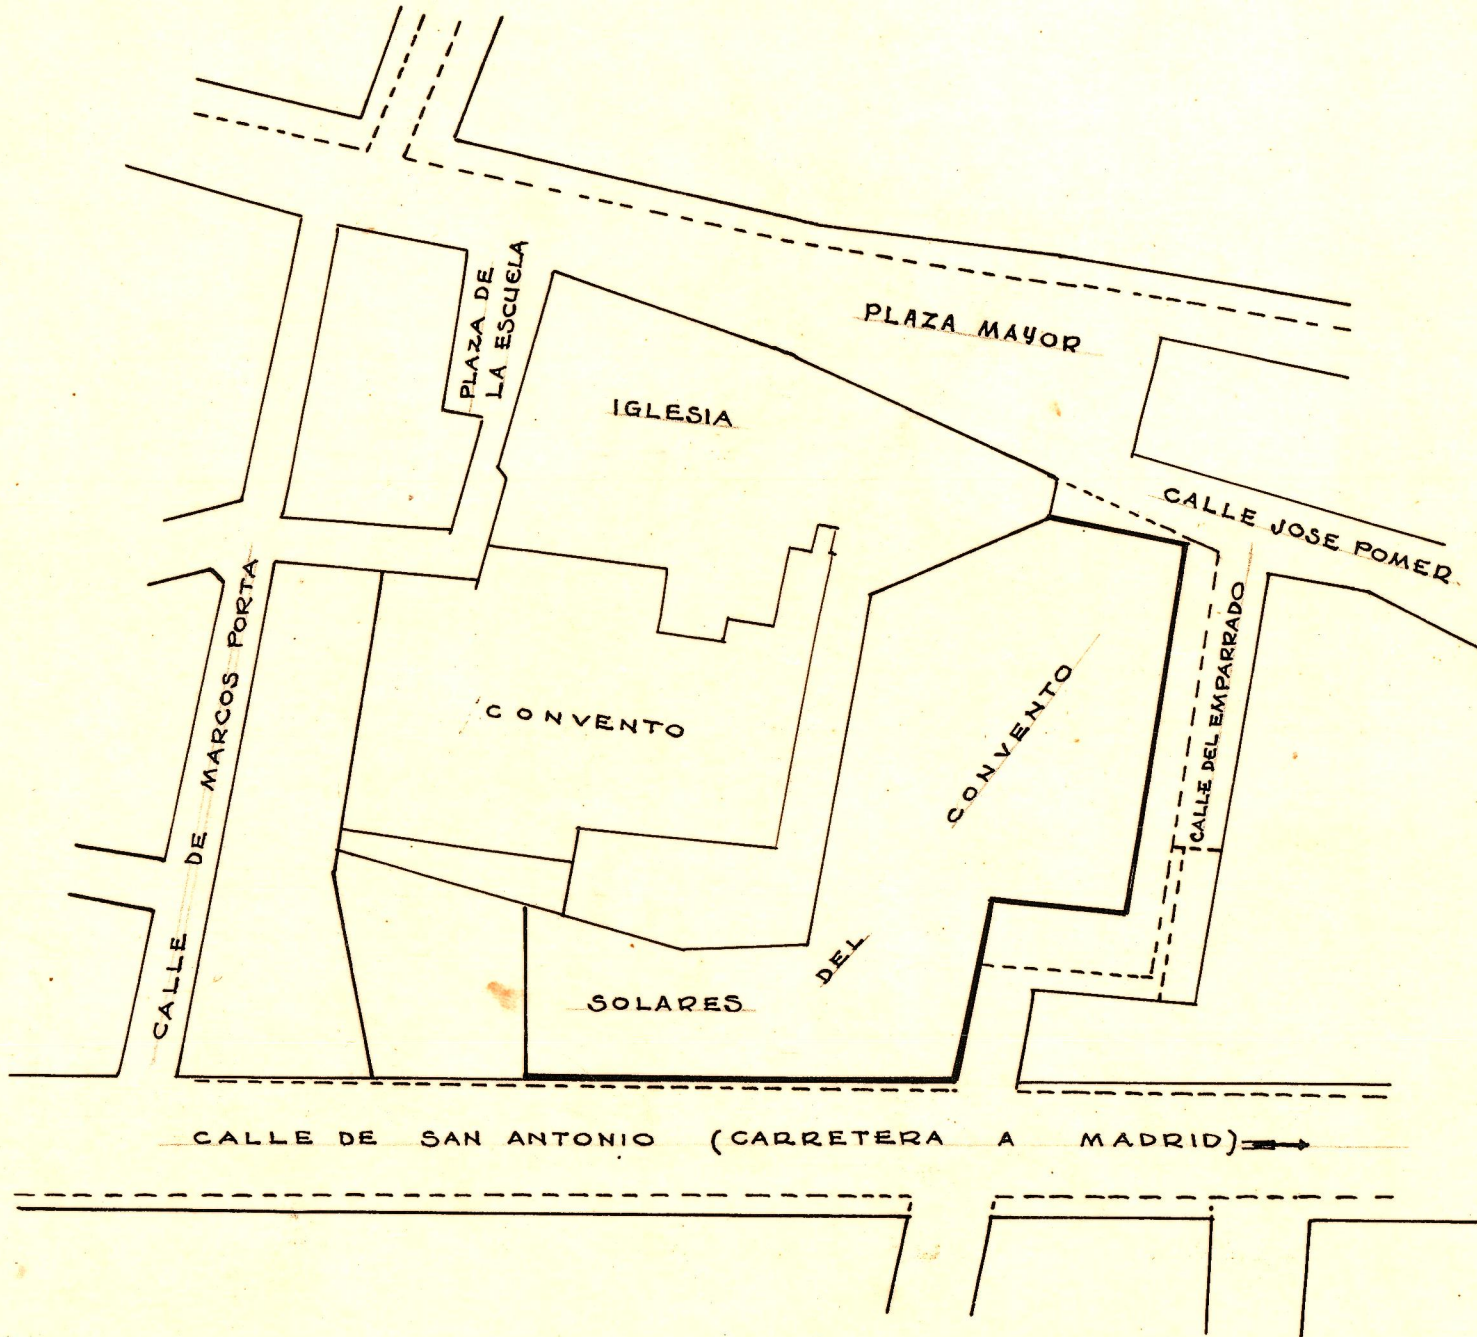 PLAZA DE
LA ESCUELA
PLAZA MAYOR
IGLESIA
CALLE JOSE POMER
CALLE DE MARCOS PORTA
CONVENTO
CALLE DEL EMPARRADO
SOLARES DEL CONVENTO
CALLE DE SAN ANTONIO (CARRETERA A MADRID)